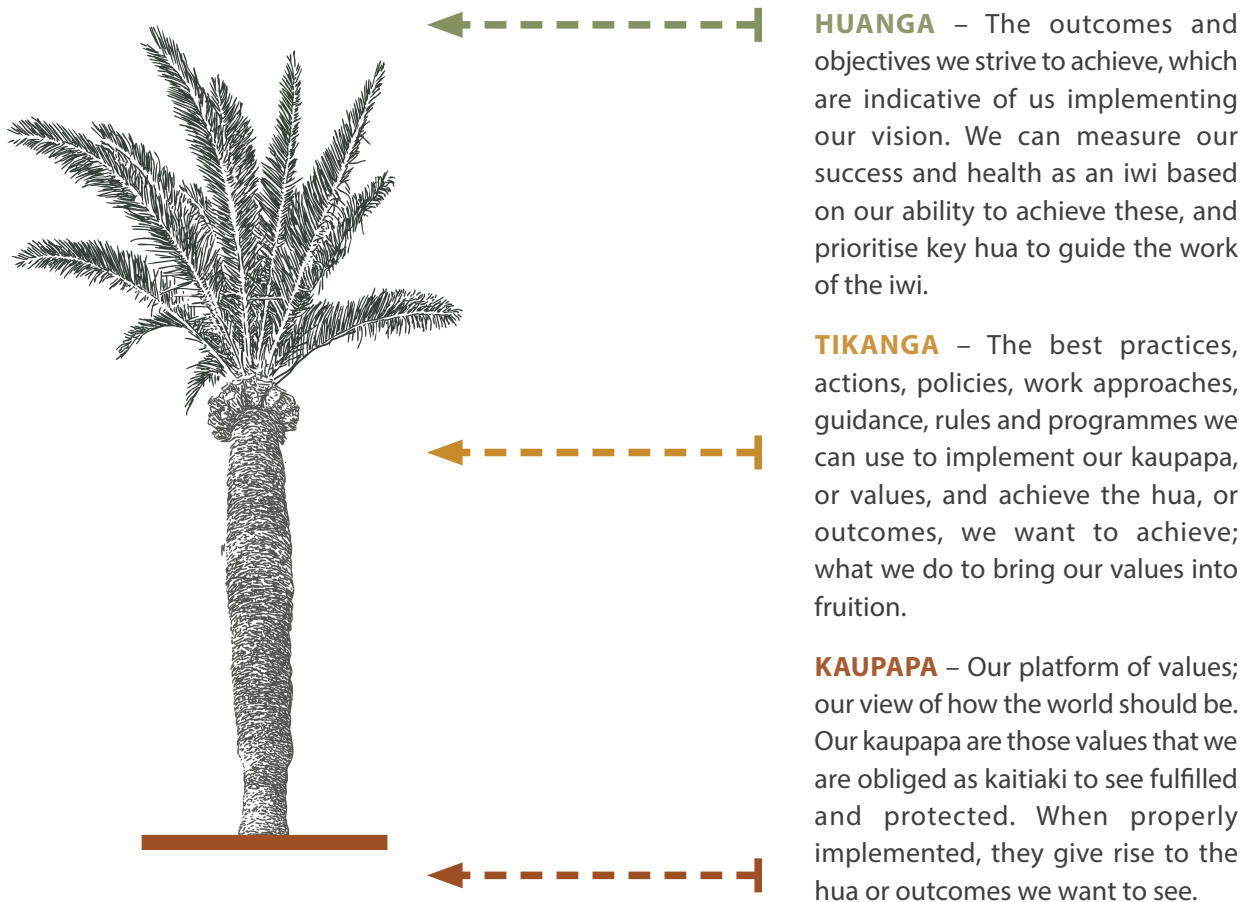 HUANGA – The outcomes and
objectives we strive to achieve, which
are indicative of us implementing
our vision. We can measure our
success and health as an iwi based
on our ability to achieve these, and
prioritise key hua to guide the work
of the iwi.
TIKANGA – The best practices,
actions, policies, work approaches,
guidance, rules and programmes we
can use to implement our kaupapa,
or values, and achieve the hua, or
outcomes, we want to achieve;
what we do to bring our values into
fruition.
KAUPAPA – Our platform of values;
our view of how the world should be.
Our kaupapa are those values that we
are obliged as kaitiaki to see fulfilled
and protected. When properly
implemented, they give rise to the
hua or outcomes we want to see.